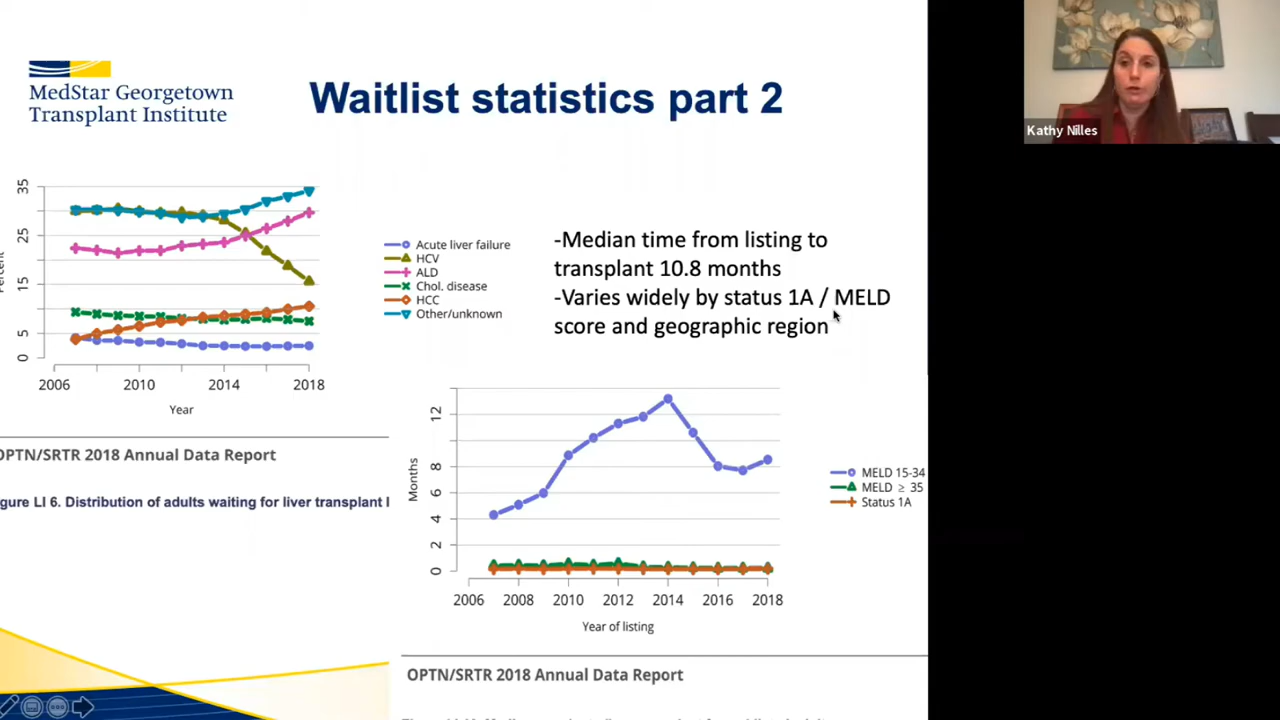 MedStar Georgetown
Transplant Institute
Waitlist statistics part 2
Kathy Nilles
35
25
15
5
0
2006
2010
2014
2018
Year
Acute liver failure
HCV
ALD
Chol. disease
HCC
Other/unknown
-Median time from listing to
transplant 10.8 months
-Varies widely by status 1A / MELD
score and geographic region
OPTN/SRTR 2018 Annual Data Report
gure LI 6. Distribution of adults waiting for liver transplant
Months
12
8
6
4
2
0
2006
2008
2010
2012
2014
2016
2018
Year of listing
MELD 15-34
MELD ≥ 35
Status 1A
OPTN/SRTR 2018 Annual Data Report